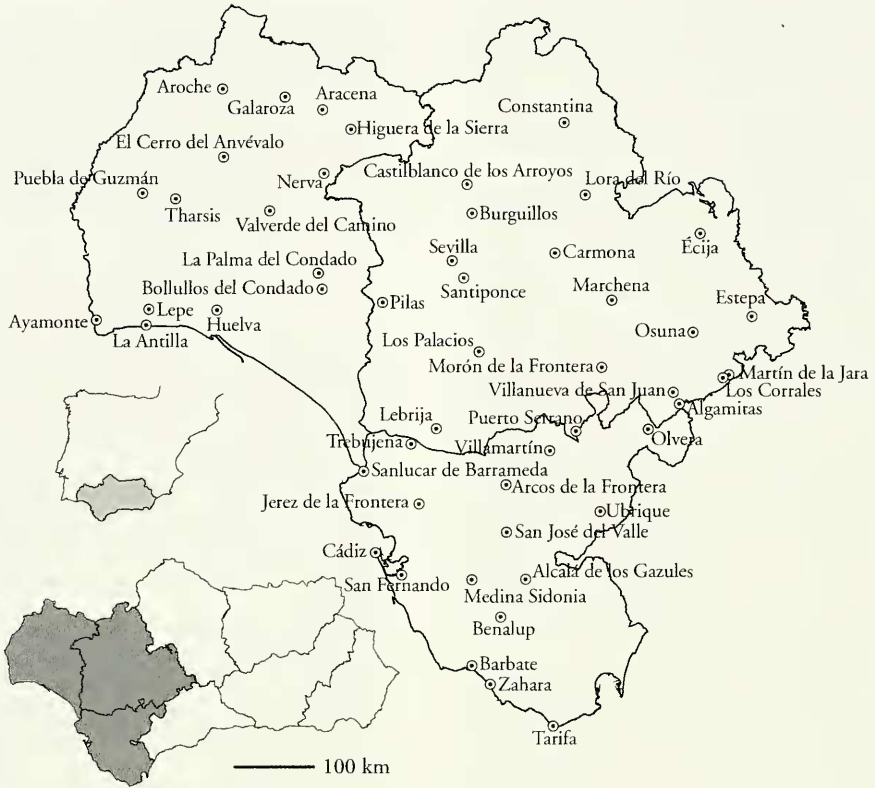 Aroche
Galaroza
Aracena
Constantina
Higuera de la Sierra
El Cerro del Anvévalo
Puebla de Guzmán
Nerva
Castilblanco de los Arroyos
Lora del Río
Tharsis
Valverde del Camino
Burguillos
Écija
Sevilla
Carmona
La Palma del Condado
Santiponce
Marchena
Bollullos del Condado
Pilas
Estepa
Lepe
Huelva
Ayamonte
La Antilla
Osuna
Los Palacios
Morón de la Frontera
Martín de la Jara
Los Corrales
Villanueva de San Juan
Algamitas
Lebrija
Puerto Serrano
Olvera
Trebujena
Villamartín
Sanlucar de Barrameda
Arcos de la Frontera
Jerez de la Frontera
Ubrique
San José del Valle
Cádiz
San Fernando
Alcalá de los Gazules
Medina Sidonia
Benalup
Barbate
Zahara
Tarifa
100 km